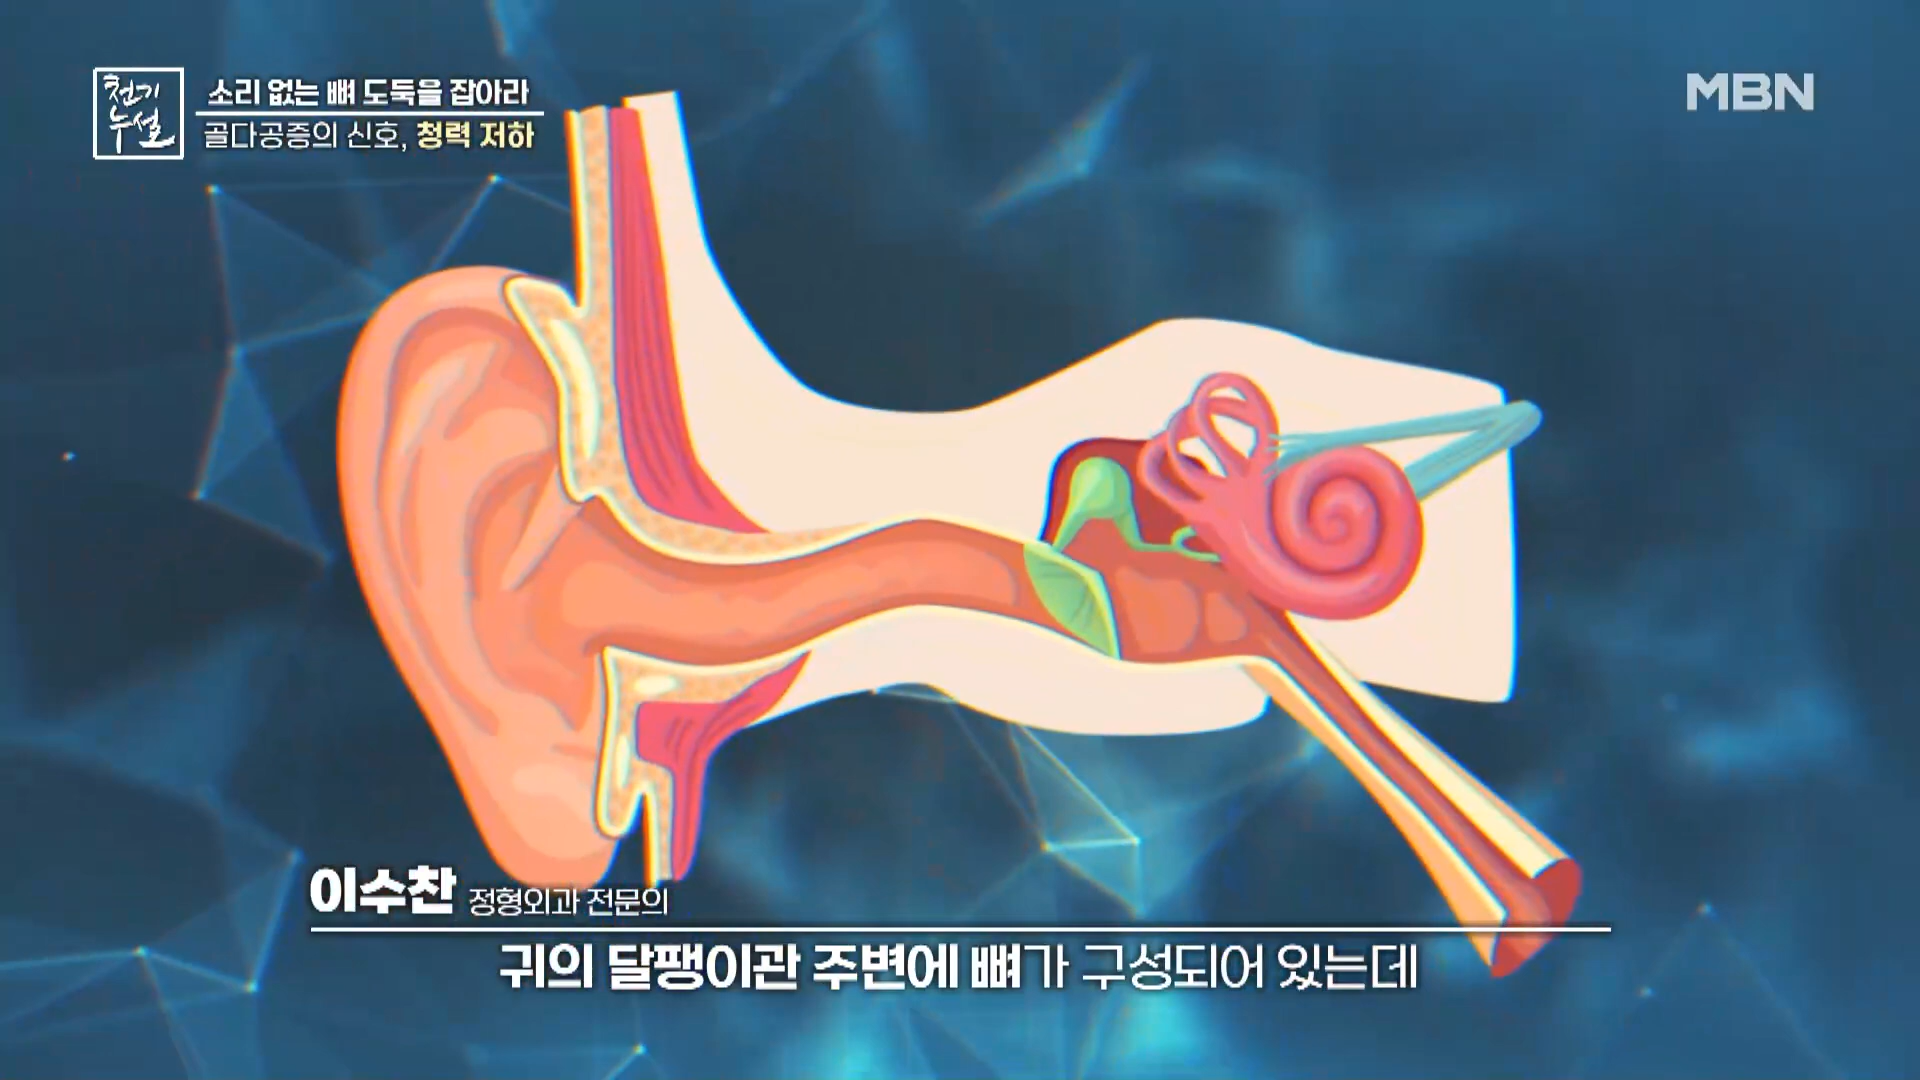 천기누설
소리 없는 뼈 도둑을 잡아라
골다공증의 신호, 청력 저하
MBN
이수찬 정형외과 전문의
귀의 달팽이관 주변에 뼈가 구성되어 있는데